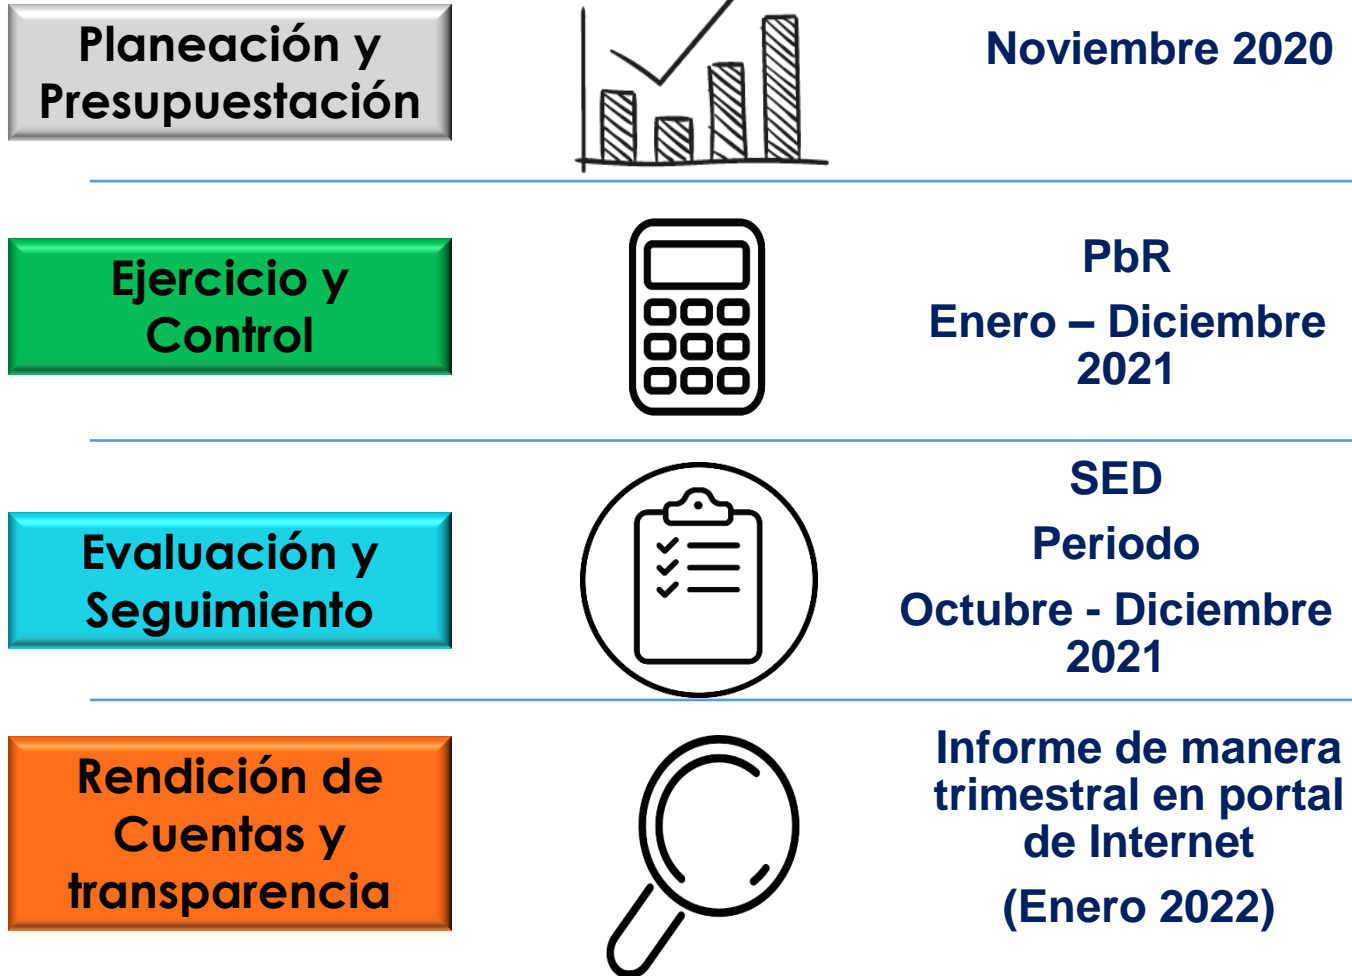 Planeación y
Presupuestación
Noviembre 2020
Ejercicio y
Control
PbR
Enero – Diciembre
2021
Evaluación y
Seguimiento
SED
Periodo
Octubre - Diciembre
2021
Rendición de
Cuentas y
transparencia
Informe de manera
trimestral en portal
de Internet
(Enero 2022)